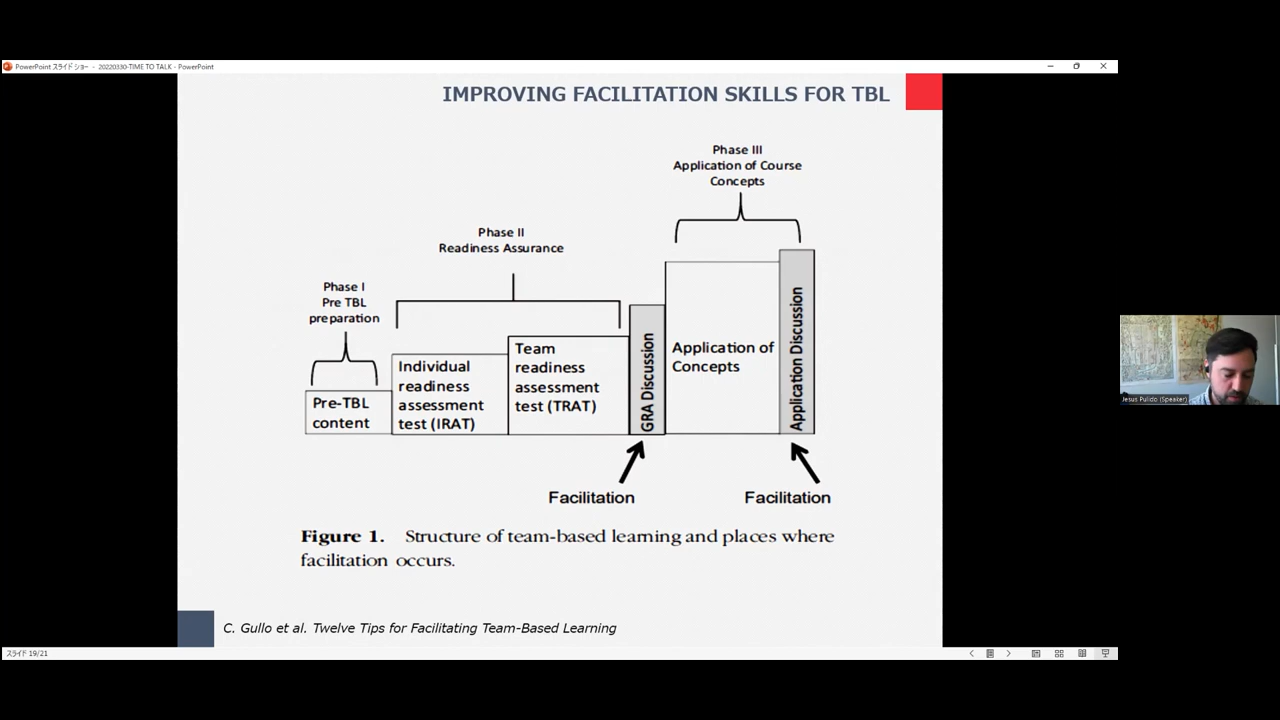 PowerPoint スライド ショー - 20220330-TIME TO TALK - PowerPoint
IMPROVING FACILITATION SKILLS FOR TBL
Phase III
Application of Course
Concepts
Phase II
Readiness Assurance
Phase I
Pre TBL
preparation
Pre-TBL
content
Individual
readiness
assessment
test (IRAT)
Team
readiness
assessment
test (TRAT)
GRA Discussion
Application of
Concepts
Application Discussion
Facilitation
Facilitation
Figure 1. Structure of team-based learning and places where
facilitation occurs.
C. Gullo et al. Twelve Tips for Facilitating Team-Based Learning
スライド 19/21
Jesus Pulido (Speaker)